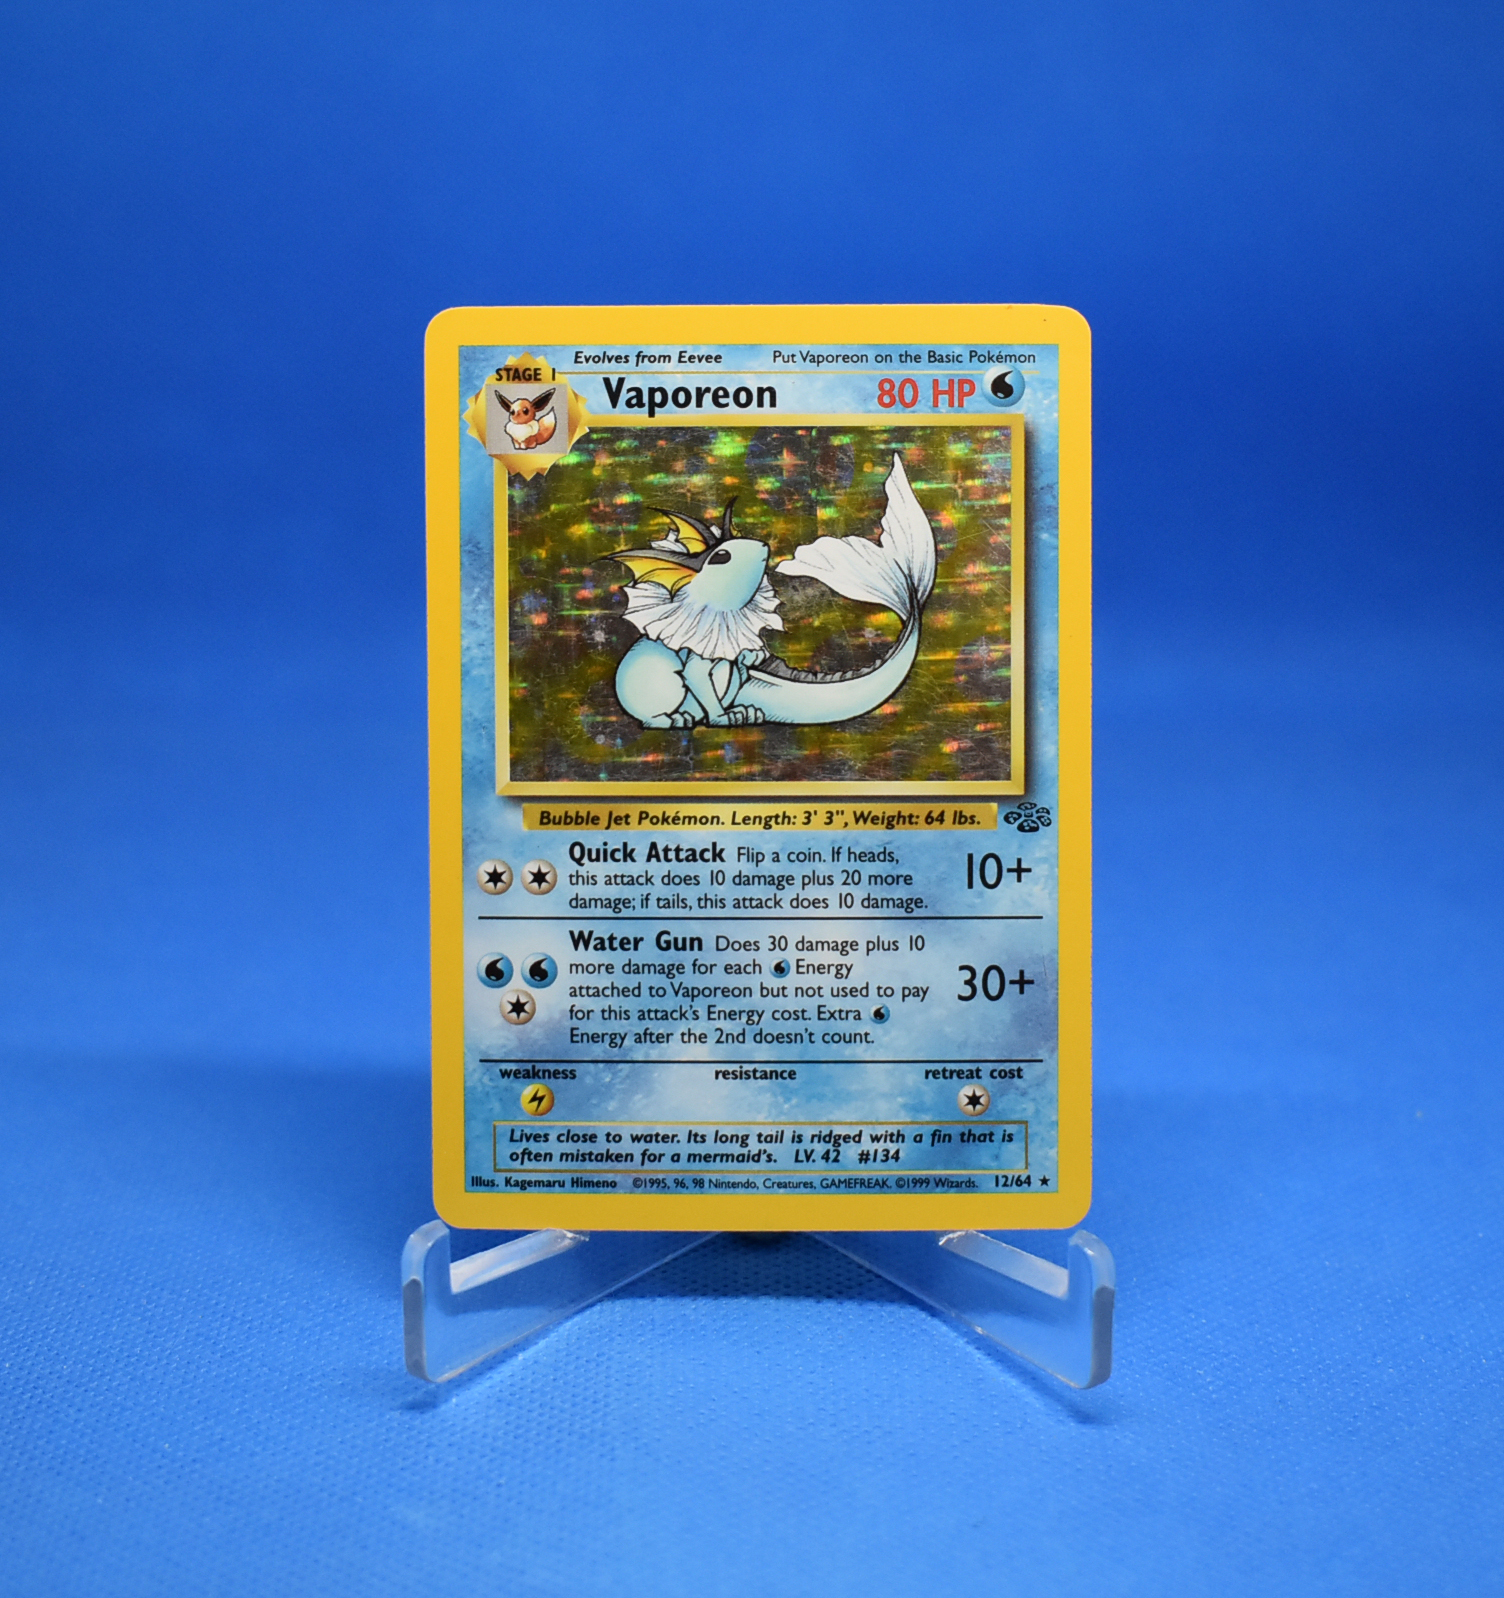 Evolves from Eevee Put Vaporeon on the Basic Pokémon
STAGE 1
Vaporeon 80 HP
Bubble Jet Pokémon. Length: 3' 3", Weight: 64 lbs.
Quick Attack Flip a coin. If heads,
this attack does 10 damage plus 20 more
damage; if tails, this attack does 10 damage.
10+
Water Gun Does 30 damage plus 10
more damage for each Energy
attached to Vaporeon but not used to pay
for this attack's Energy cost. Extra
Energy after the 2nd doesn't count.
30+
weakness resistance retreat cost
Lives close to water. Its long tail is ridged with a fin that is
often mistaken for a mermaid's. LV. 42 #134
Illus. Kagemaru Himeno ©1995, 96, 98 Nintendo, Creatures, GAMEFREAK. ©1999 Wizards. 12/64 ★